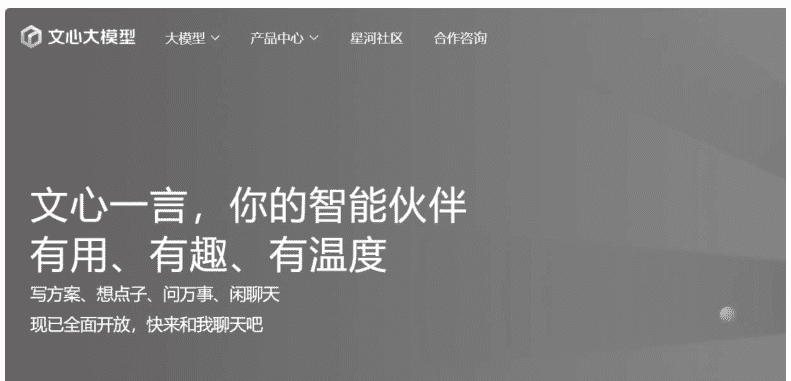 文心大模型 大模型 产品中心 星河社区 合作咨询
文心一言，你的智能伙伴
有用、有趣、有温度
写方案、想点子、问万事、闲聊天
现已全面开放，快来和我聊天吧